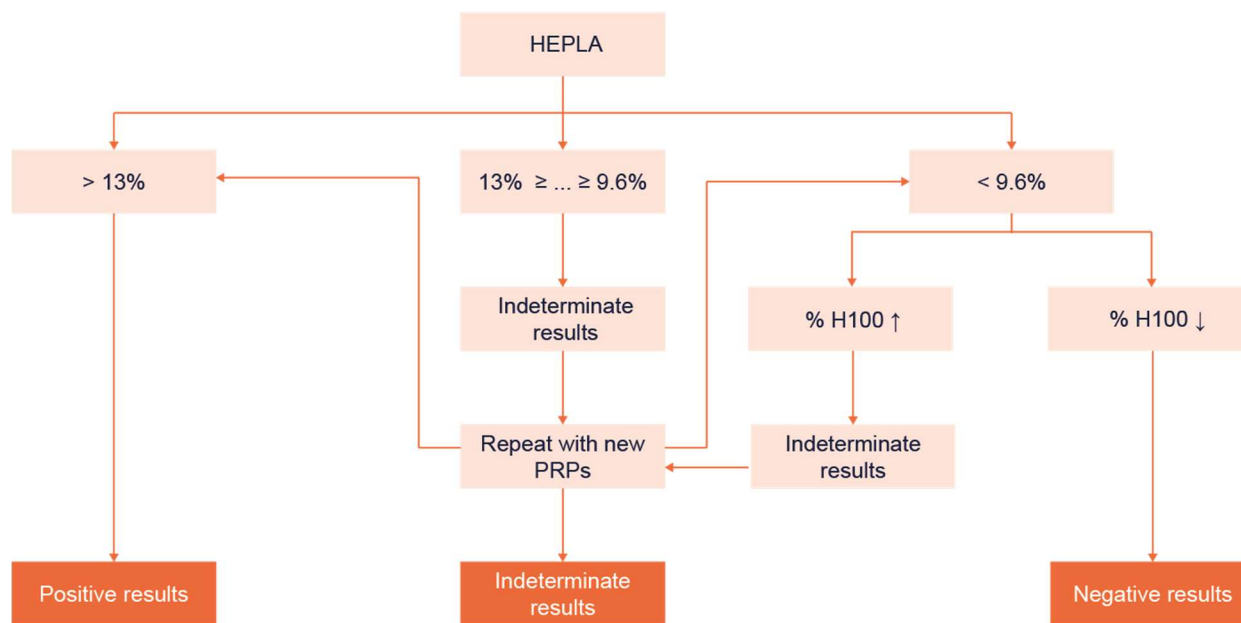 HEPLA
> 13%
13% ≥ ... ≥ 9.6%
< 9.6%
Indeterminate
results
% H100 ↑
% H100 ↓
Repeat with new
PRPs
Indeterminate
results
Positive results
Indeterminate
results
Negative results